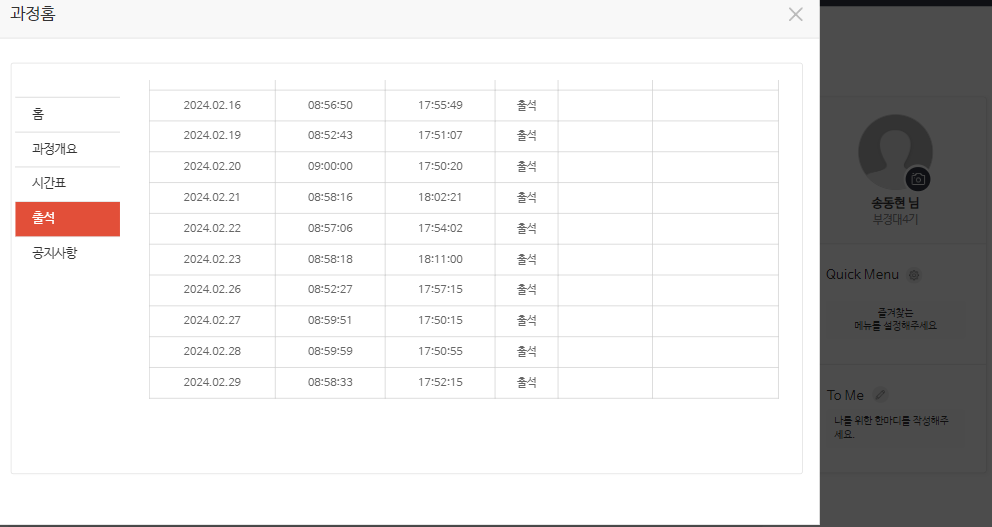 과정홈
홈
과정개요
시간표
출석
공지사항
2024.02.16 08:56:50 17:55:49 출석
2024.02.19 08:52:43 17:51:07 출석
2024.02.20 09:00:00 17:50:20 출석
2024.02.21 08:58:16 18:02:21 출석
2024.02.22 08:57:06 17:54:02 출석
2024.02.23 08:58:18 18:11:00 출석
2024.02.26 08:52:27 17:57:15 출석
2024.02.27 08:59:51 17:50:15 출석
2024.02.28 08:59:59 17:50:55 출석
2024.02.29 08:58:33 17:52:15 출석
송동현 님
부경대4기
Quick Menu
즐겨찾는
메뉴를 설정해주세요
To Me
나를 위한 한마디를 작성해주
세요.